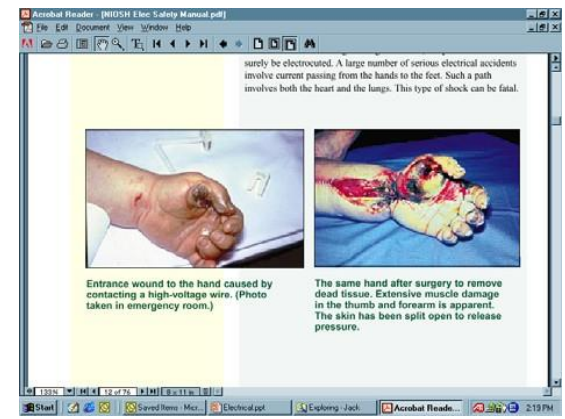 Acrobat Reader - [NIOSH Elec Safety Manual.pdf]
File Edit Document View Window Help
surely be electrocuted. A large number of serious electrical accidents
involve current passing from the hands to the feet. Such a path
involves both the heart and the lungs. This type of shock can be fatal.
Entrance wound to the hand caused by
contacting a high-voltage wire. (Photo
taken in emergency room.)
The same hand after surgery to remove
dead tissue. Extensive muscle damage
in the thumb and forearm is apparent.
The skin has been split open to release
pressure.
133% 12 of 76 8 x 11 in
Start Saved Items - Micr... Electrical.ppt Exploring - Jack Acrobat Reade... 2:19 PM